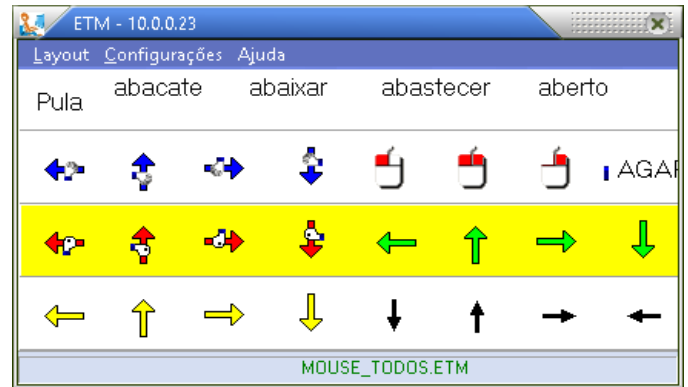 ETM - 10.0.0.23
Layout Configurações Ajuda
Pula abacate abaixar abastecer aberto
AGAR
MOUSE_TODOS.ETM